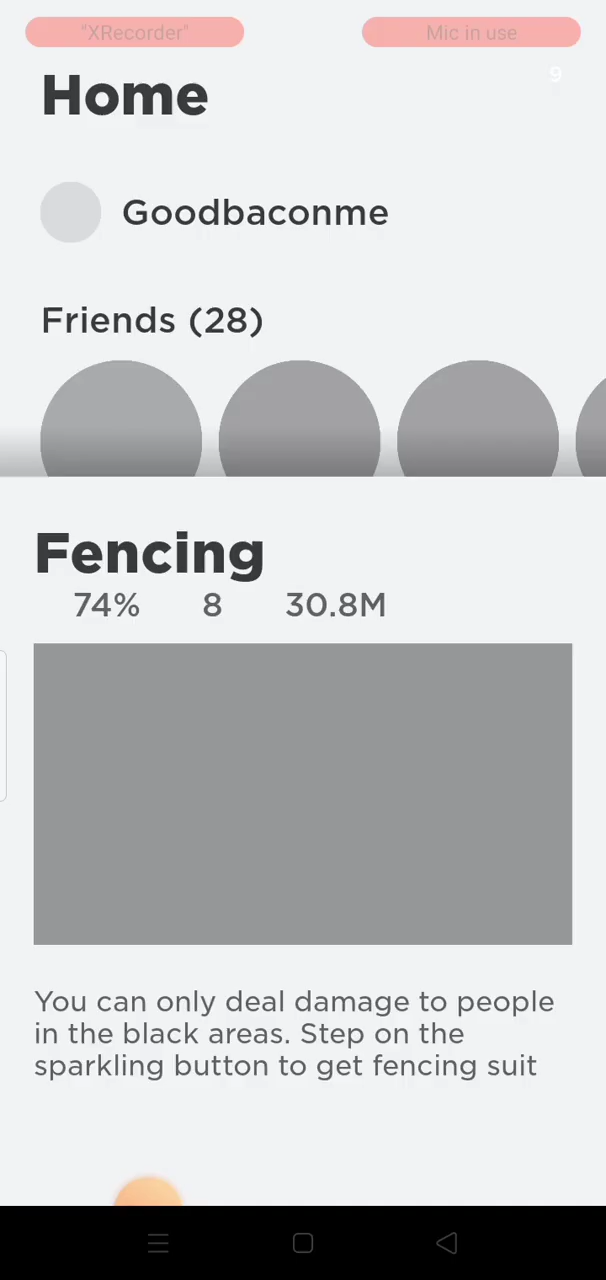 "XRecorder"
Mic in use
9
Home
Goodbaconme
Friends (28)
Fencing
74% 8 30.8M
You can only deal damage to people
in the black areas. Step on the
sparkling button to get fencing suit